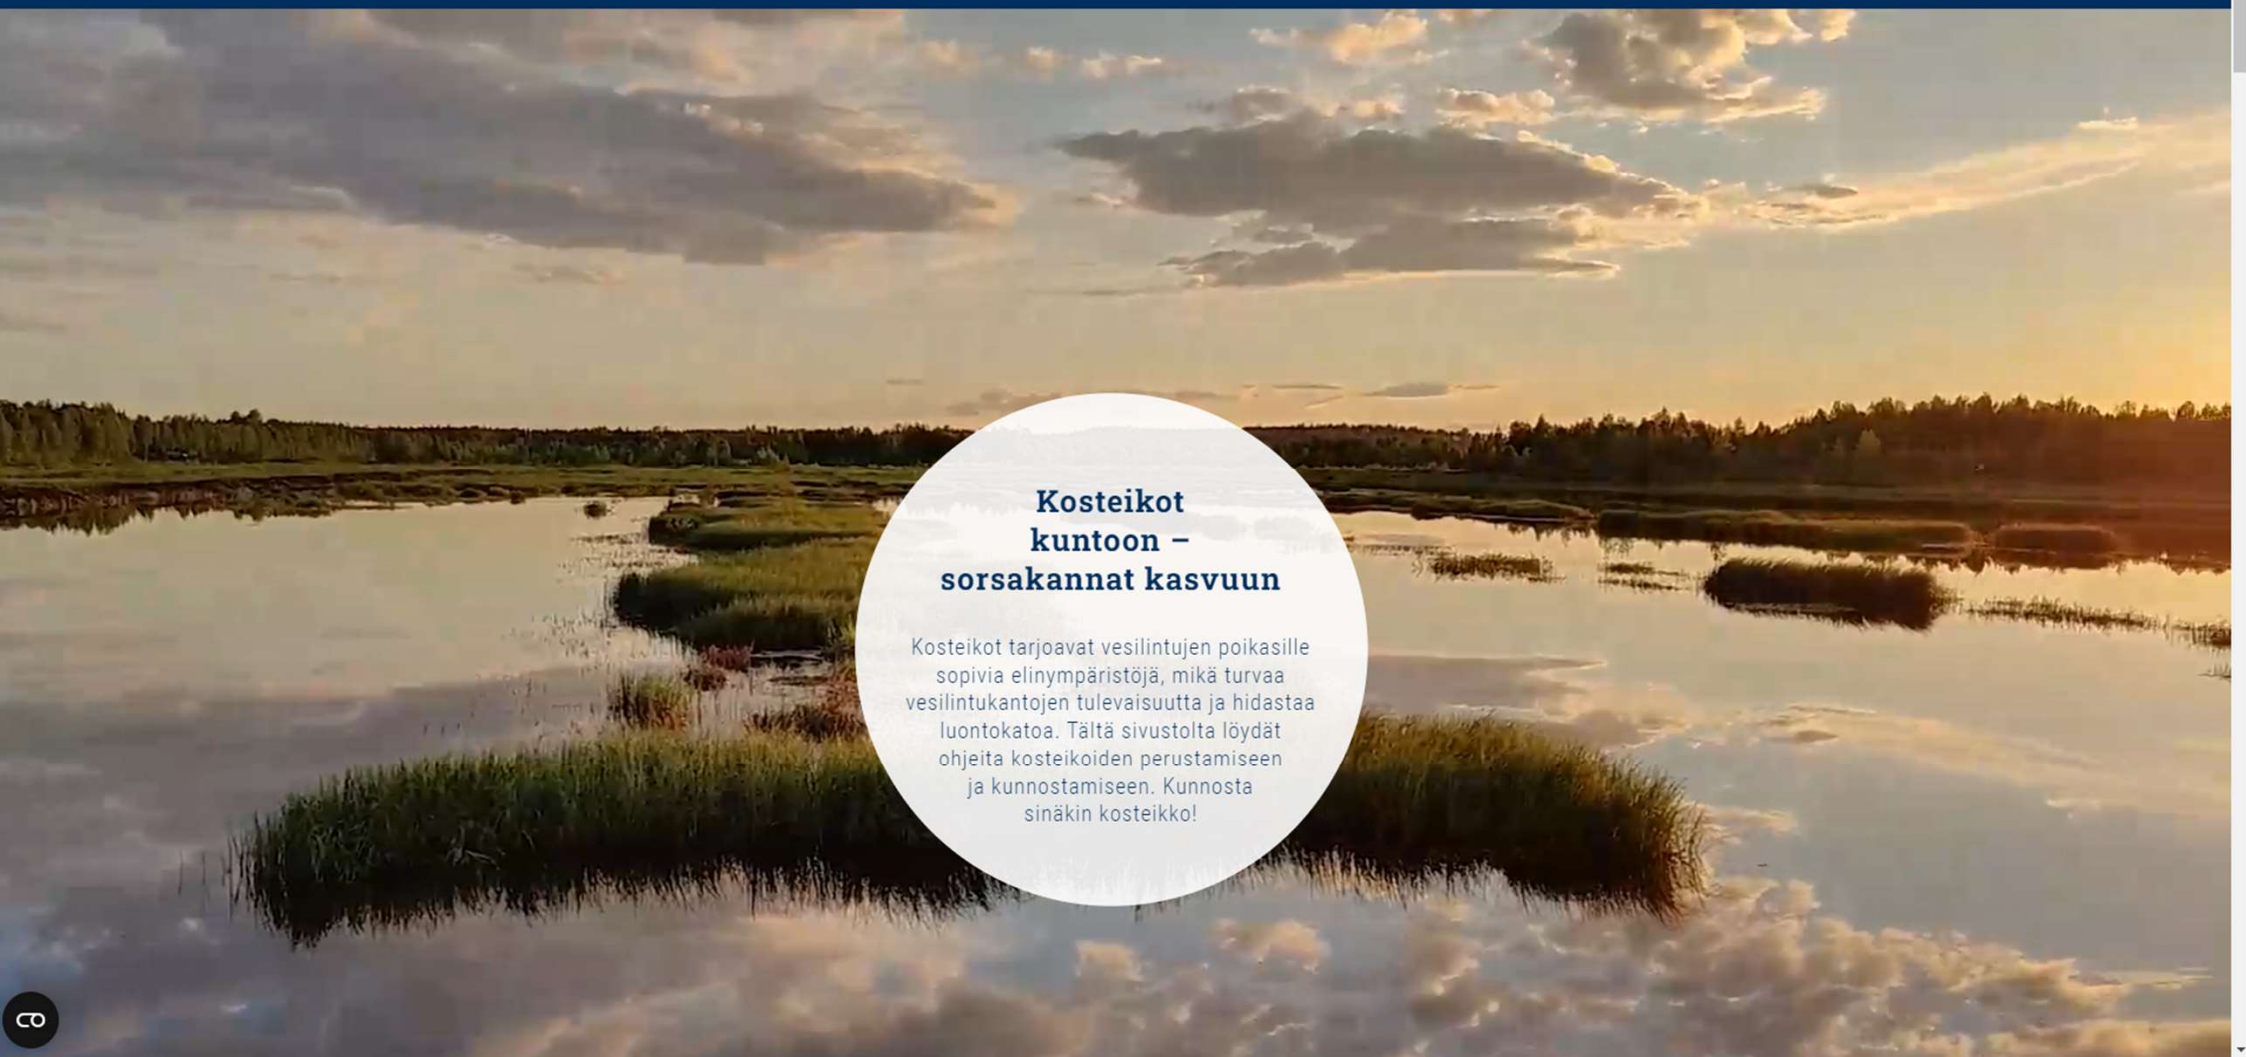 Kosteikot
kuntoon –
sorsakannat kasvuun
Kosteikot tarjoavat vesilintujen poikasille
sopivia elinympäristöjä, mikä turvaa
vesilintukantojen tulevaisuutta ja hidastaa
luontokatoa. Tältä sivustolta löydät
ohjeita kosteikoiden perustamiseen
ja kunnostamiseen. Kunnosta
sinäkin kosteikko!